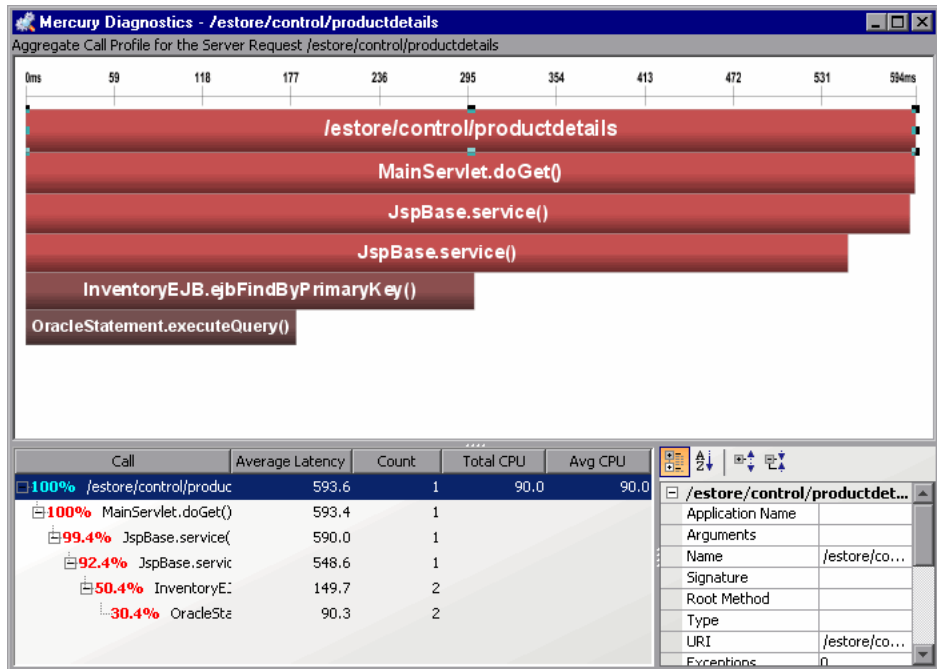 Mercury Diagnostics - /estore/control/productdetails
Aggregate Call Profile for the Server Request /estore/control/productdetails
0ms 59 118 177 236 295 354 413 472 531 594ms
/estore/control/productdetails
MainServlet.doGet()
JspBase.service()
JspBase.service()
InventoryEJB.ejbFindByPrimaryKey()
OracleStatement.executeQuery()
Call Average Latency Count Total CPU Avg CPU
100% /estore/control/produc 593.6 1 90.0 90.0
100% MainServlet.doGet() 593.4 1
99.4% JspBase.service( 590.0 1
92.4% JspBase.servic 548.6 1
50.4% InventoryEJ 149.7 2
30.4% OracleSta 90.3 2
/estore/control/productdet...
Application Name
Arguments
Name /estore/co...
Signature
Root Method
Type
URI /estore/co...
Exceptions 0